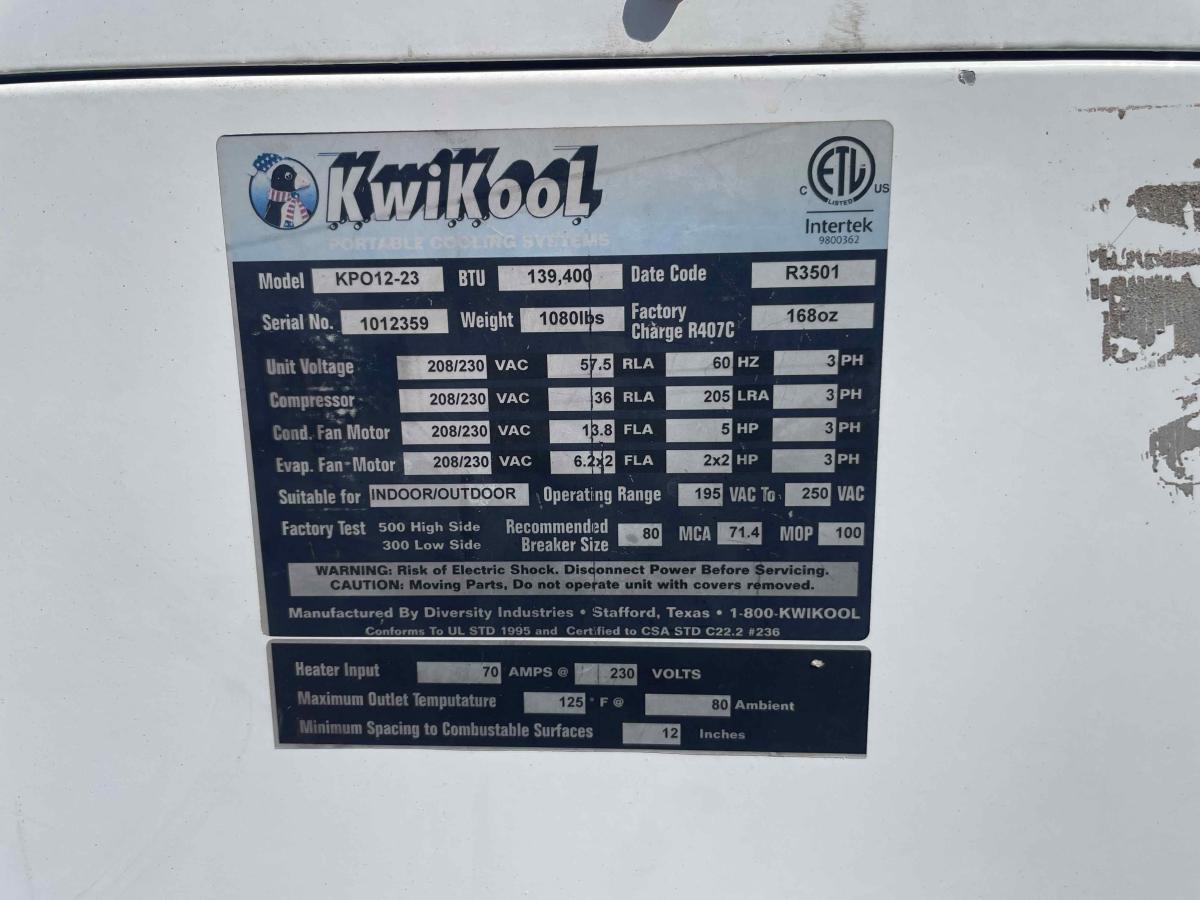 KwiKool
PORTABLE COOLING SYSTEMS
ETL
LISTED
C US
Intertek
9800362
Model KPO12-23 BTU 139,400 Date Code R3501
Serial No. 1012359 Weight 1080lbs Factory Charge R407C 168oz
Unit Voltage 208/230 VAC 57.5 RLA 60 HZ 3 PH
Compressor 208/230 VAC 36 RLA 205 LRA 3 PH
Cond. Fan Motor 208/230 VAC 13.8 FLA 5 HP 3 PH
Evap. Fan Motor 208/230 VAC 6.2x2 FLA 2x2 HP 3 PH
Suitable for INDOOR/OUTDOOR Operating Range 195 VAC To 250 VAC
Factory Test 500 High Side 300 Low Side Recommended Breaker Size 80 MCA 71.4 MOP 100
WARNING: Risk of Electric Shock. Disconnect Power Before Servicing.
CAUTION: Moving Parts, Do not operate unit with covers removed.
Manufactured By Diversity Industries • Stafford, Texas • 1-800-KWIKOOL
Conforms To UL STD 1995 and Certified to CSA STD C22.2 #236
Heater Input 70 AMPS @ 230 VOLTS
Maximum Outlet Temputature 125 ° F @ 80 Ambient
Minimum Spacing to Combustable Surfaces 12 Inches